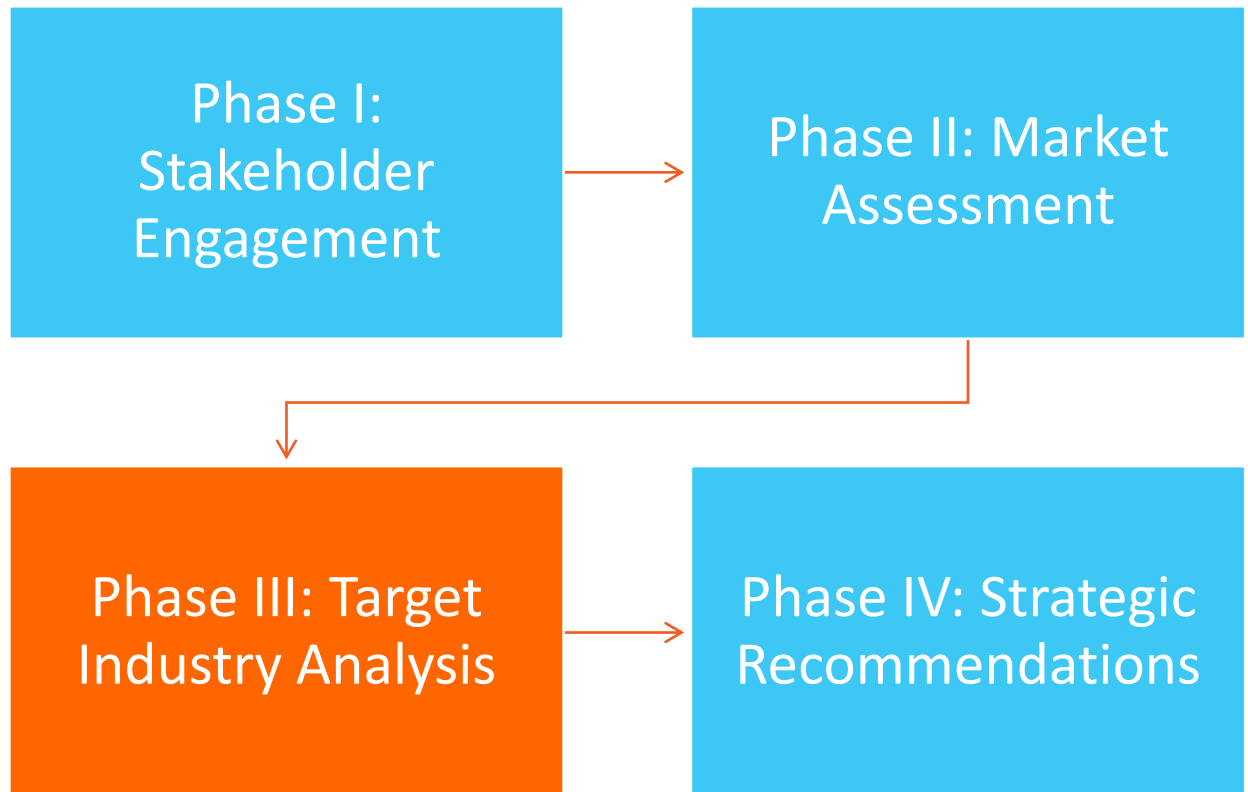 Phase I:
Stakeholder
Engagement
Phase II: Market
Assessment
Phase III: Target
Industry Analysis
Phase IV: Strategic
Recommendations